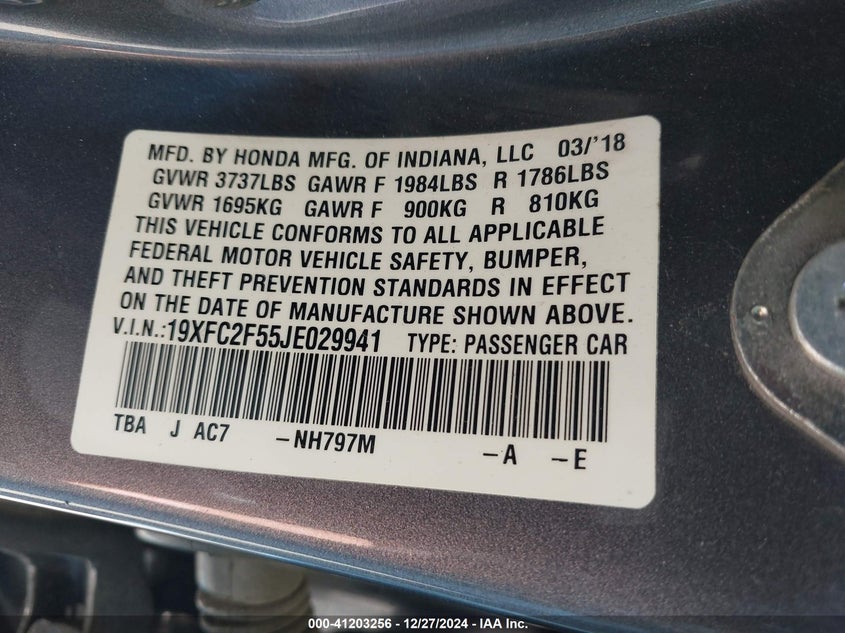 MFD. BY HONDA MFG. OF INDIANA, LLC 03/'18
GVWR 3737LBS GAWR F 1984LBS R 1786LBS
GVWR 1695KG GAWR F 900KG R 810KG
THIS VEHICLE CONFORMS TO ALL APPLICABLE
FEDERAL MOTOR VEHICLE SAFETY, BUMPER,
AND THEFT PREVENTION STANDARDS IN EFFECT
ON THE DATE OF MANUFACTURE SHOWN ABOVE.
V.I.N.:19XFC2F55JE029941 TYPE: PASSENGER CAR
TBA J AC7 -NH797M -A -E
000-41203256 - 12/27/2024 - IAA Inc.